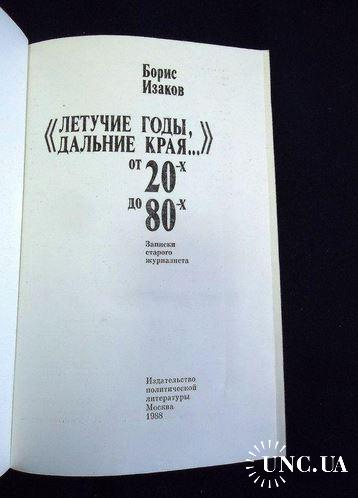 Борис
Изаков
«ЛЕТУЧИЕ ГОДЫ,
ДАЛЬНИЕ КРАЯ...»
от 20-х
до 80-х
Записки
старого
журналиста
Издательство
политической
литературы
Москва
1988
UNC.UA